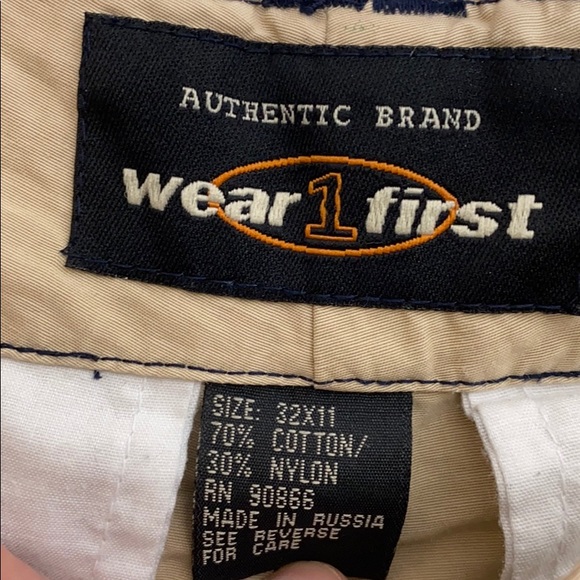 AUTHENTIC BRAND
wear 1 first
SIZE: 32X11
70% COTTON/
30% NYLON
RN 90866
MADE IN RUSSIA
SEE REVERSE
FOR CARE